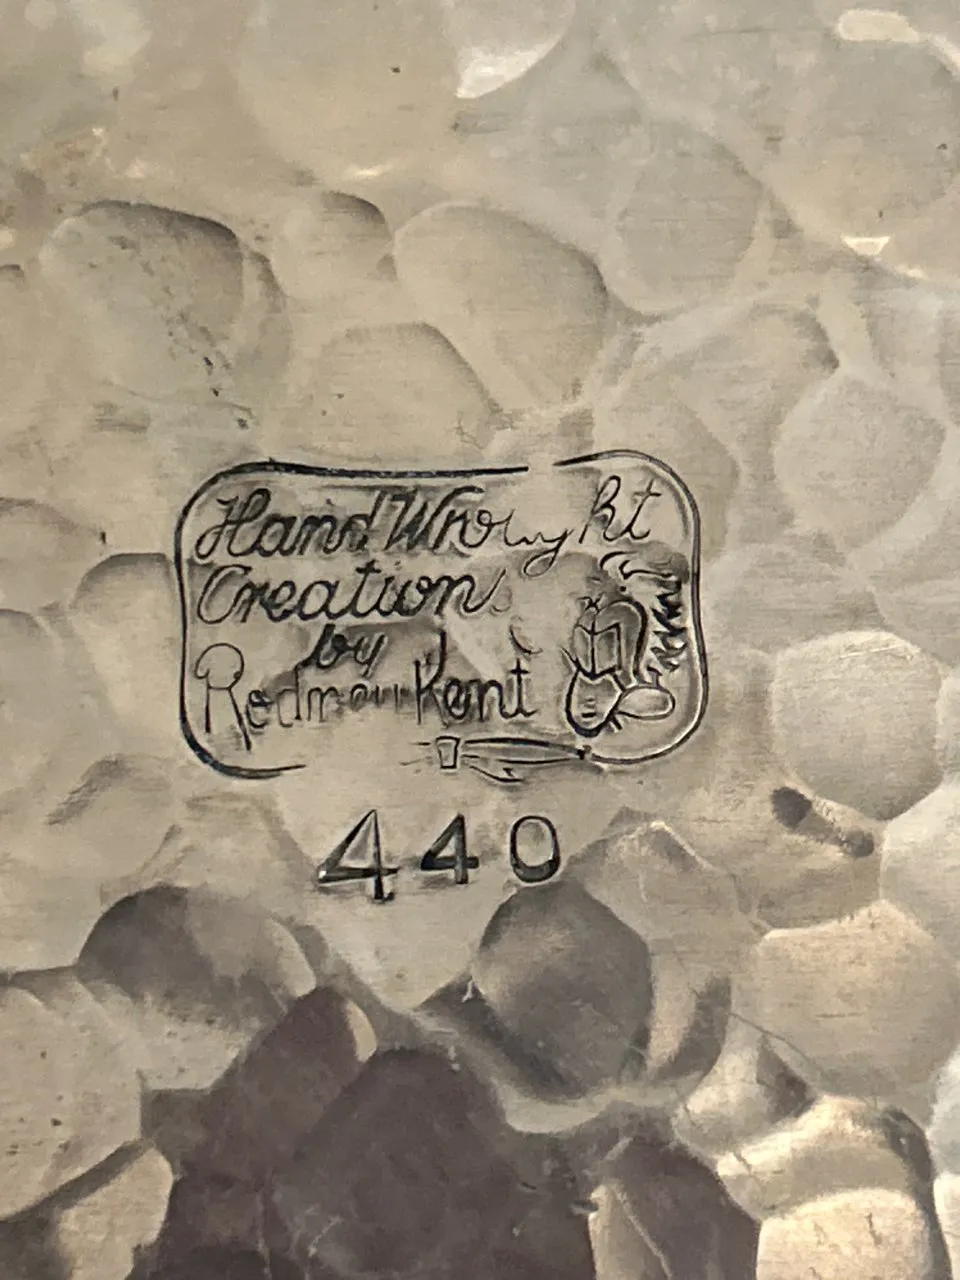 Hand Wrought
Creations
by
Rodney Kent
440